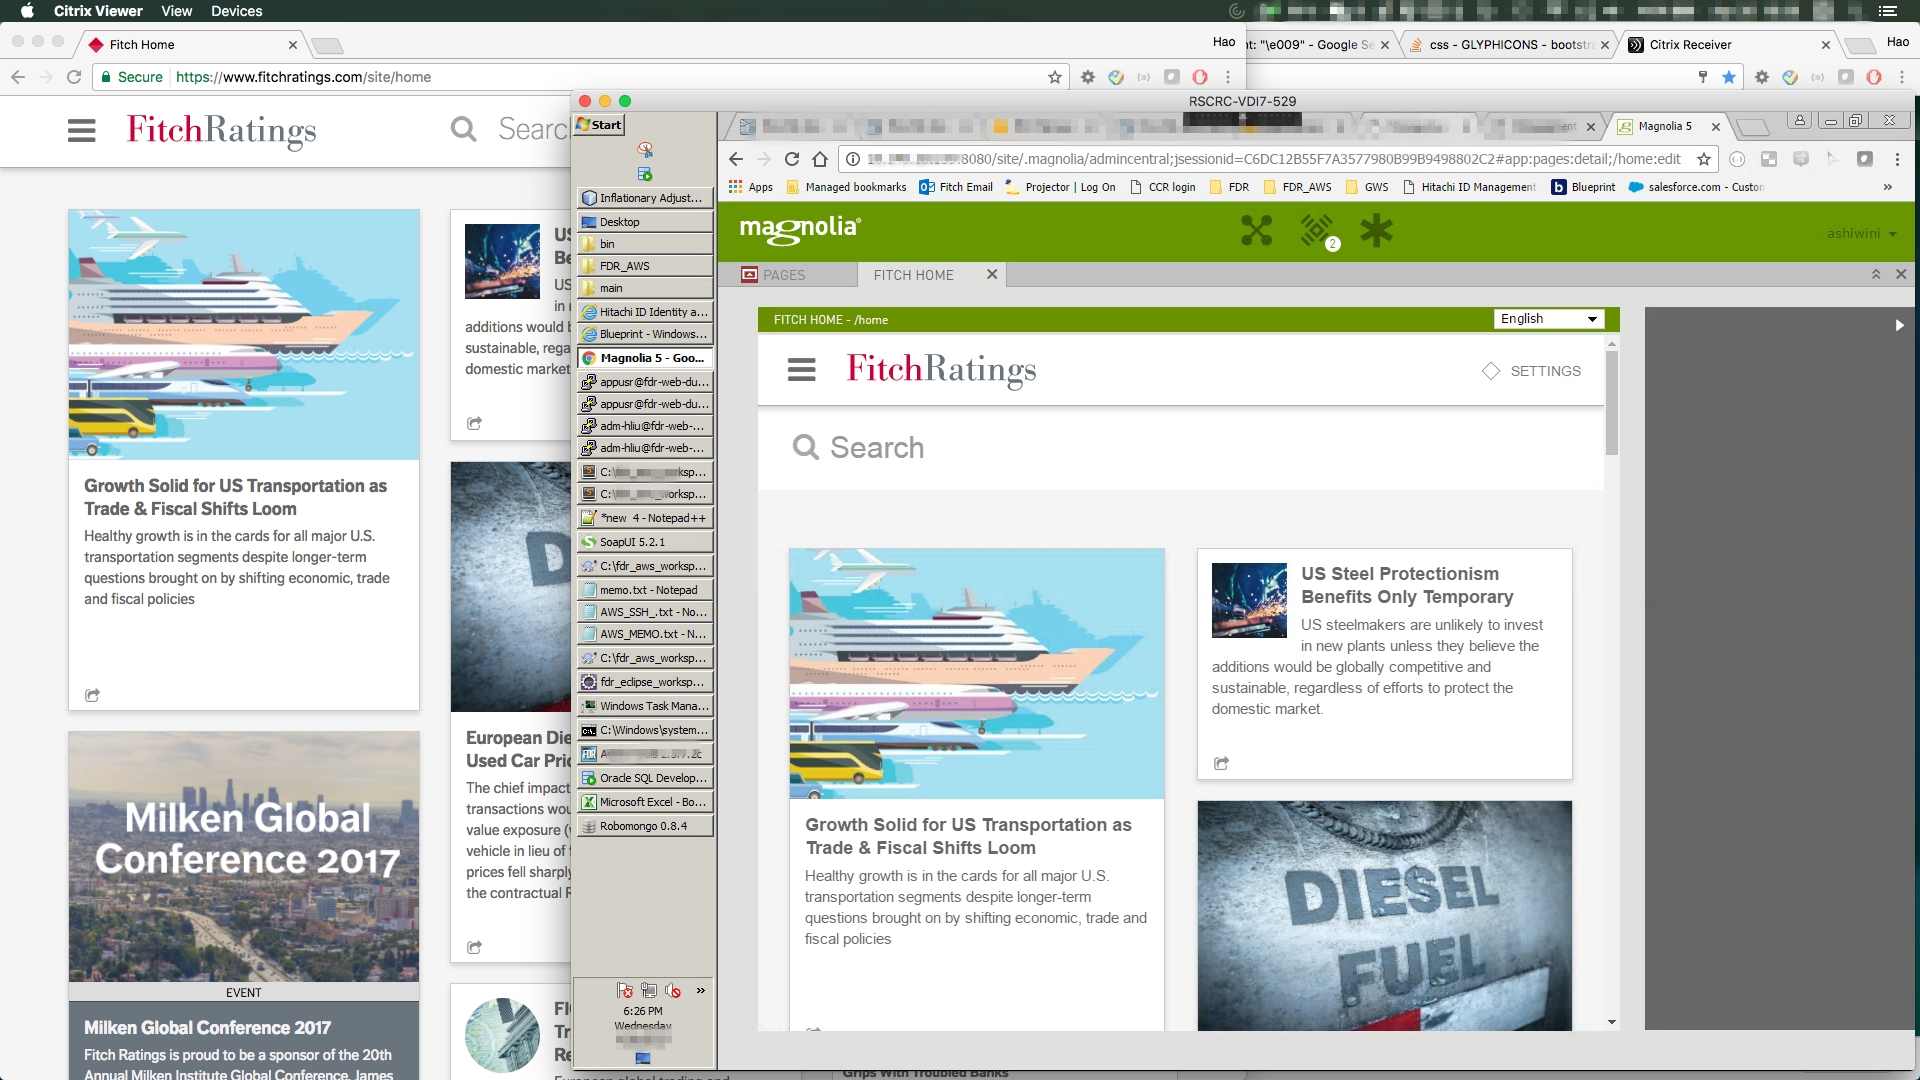 Citrix Viewer View Devices
Fitch Home
Hao
nt: "\e009" - Google Se
css - GLYPHICONS - bootstra
Citrix Receiver
Hao
Secure https://www.fitchratings.com/site/home
FitchRatings
Searc
Growth Solid for US Transportation as
Trade & Fiscal Shifts Loom
Healthy growth is in the cards for all major U.S.
transportation segments despite longer-term
questions brought on by shifting economic, trade
and fiscal policies
Milken Global
Conference 2017
EVENT
Milken Global Conference 2017
Fitch Ratings is proud to be a sponsor of the 20th
Annual Milken Institute Global Conference. James
US
Be
US
in
additions would b
sustainable, rega
domestic market
D
European Die
Used Car Pric
The chief impact
transactions wou
value exposure (
vehicle in lieu of f
prices fell sharply
the contractual R
FI
Tr
Re
European global trading and
Grips With Troubled Banks
RSCRC-VDI7-529
Start
Inflationary Adjust...
Desktop
bin
FDR_AWS
main
Hitachi ID Identity a...
Blueprint - Windows...
Magnolia 5 - Goo...
appusr@fdr-web-du...
appusr@fdr-web-du...
adm-hliu@fdr-web-...
adm-hliu@fdr-web-...
*new 4 - Notepad++
SoapUI 5.2.1
C:\fdr_aws_worksp...
memo.txt - Notepad
AWS_SSH_.txt - No...
AWS_MEMO.txt - N...
C:\fdr_aws_worksp...
fdr_eclipse_worksp...
Windows Task Mana...
C:\Windows\system...
Oracle SQL Develop...
Microsoft Excel - Bo...
Robomongo 0.8.4
6:26 PM
Wednesday
Magnolia 5
:8080/site/.magnolia/admincentral;jsessionid=C6DC12B55F7A3577980B99B9498802C2#app:pages:detail;/home:edit
Apps Managed bookmarks Fitch Email Projector | Log On CCR login FDR FDR_AWS GWS Hitachi ID Management Blueprint salesforce.com - Custon
magnolia
2
ashiwini
PAGES
FITCH HOME
FITCH HOME - /home
English
FitchRatings
SETTINGS
Search
Growth Solid for US Transportation as
Trade & Fiscal Shifts Loom
Healthy growth is in the cards for all major U.S.
transportation segments despite longer-term
questions brought on by shifting economic, trade and
fiscal policies
US Steel Protectionism
Benefits Only Temporary
US steelmakers are unlikely to invest
in new plants unless they believe the
additions would be globally competitive and
sustainable, regardless of efforts to protect the
domestic market.
DIESEL
FUEL